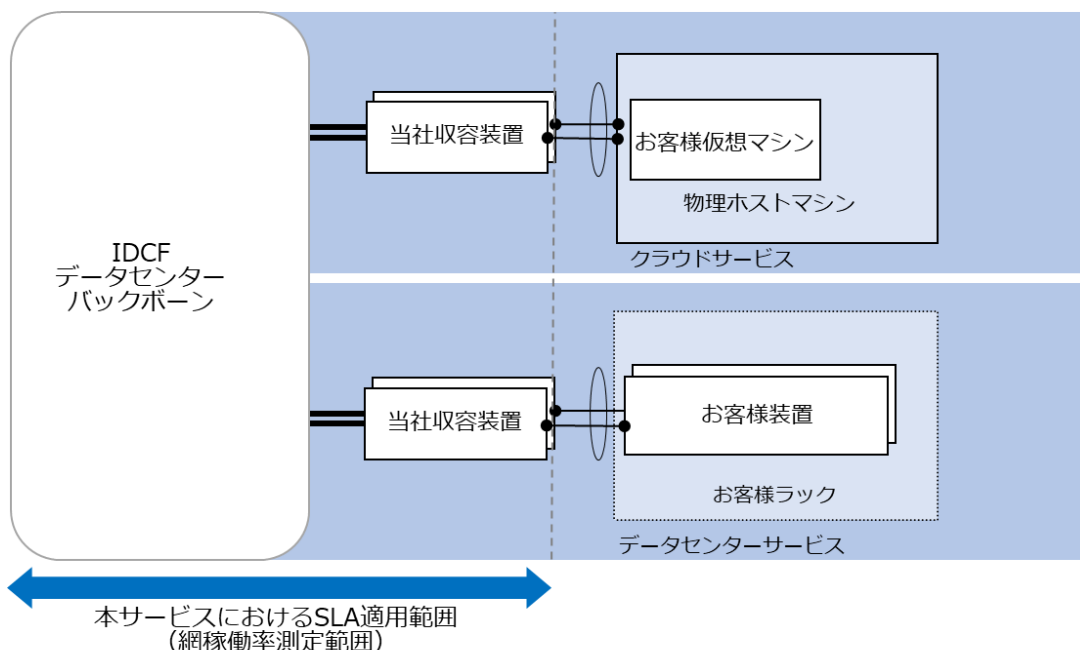 IDCF
データセンター
バックボーン
当社収容装置
お客様仮想マシン
物理ホストマシン
クラウドサービス
当社収容装置
お客様装置
お客様ラック
データセンターサービス
本サービスにおけるSLA適用範囲
（網稼働率測定範囲）